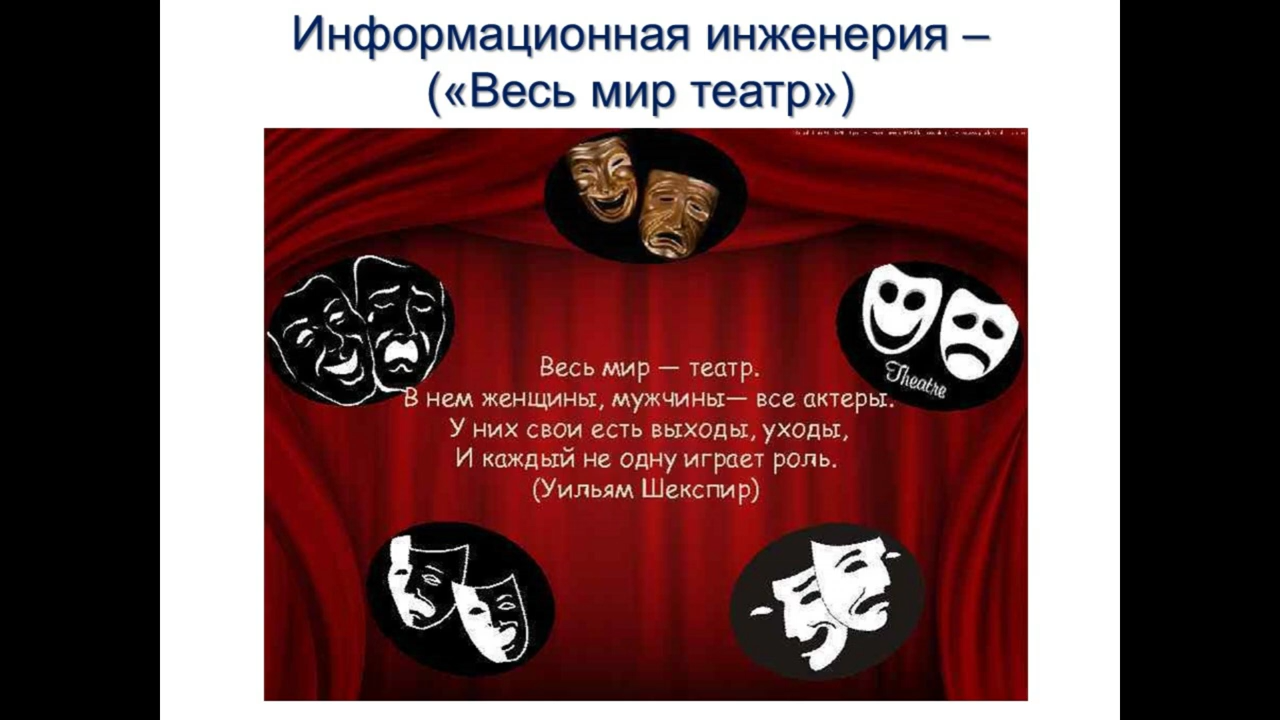 Информационная инженерия –
(«Весь мир театр»)
Theatre
Весь мир — театр.
В нем женщины, мужчины— все актеры.
У них свои есть выходы, уходы,
И каждый не одну играет роль.
(Уильям Шекспир)